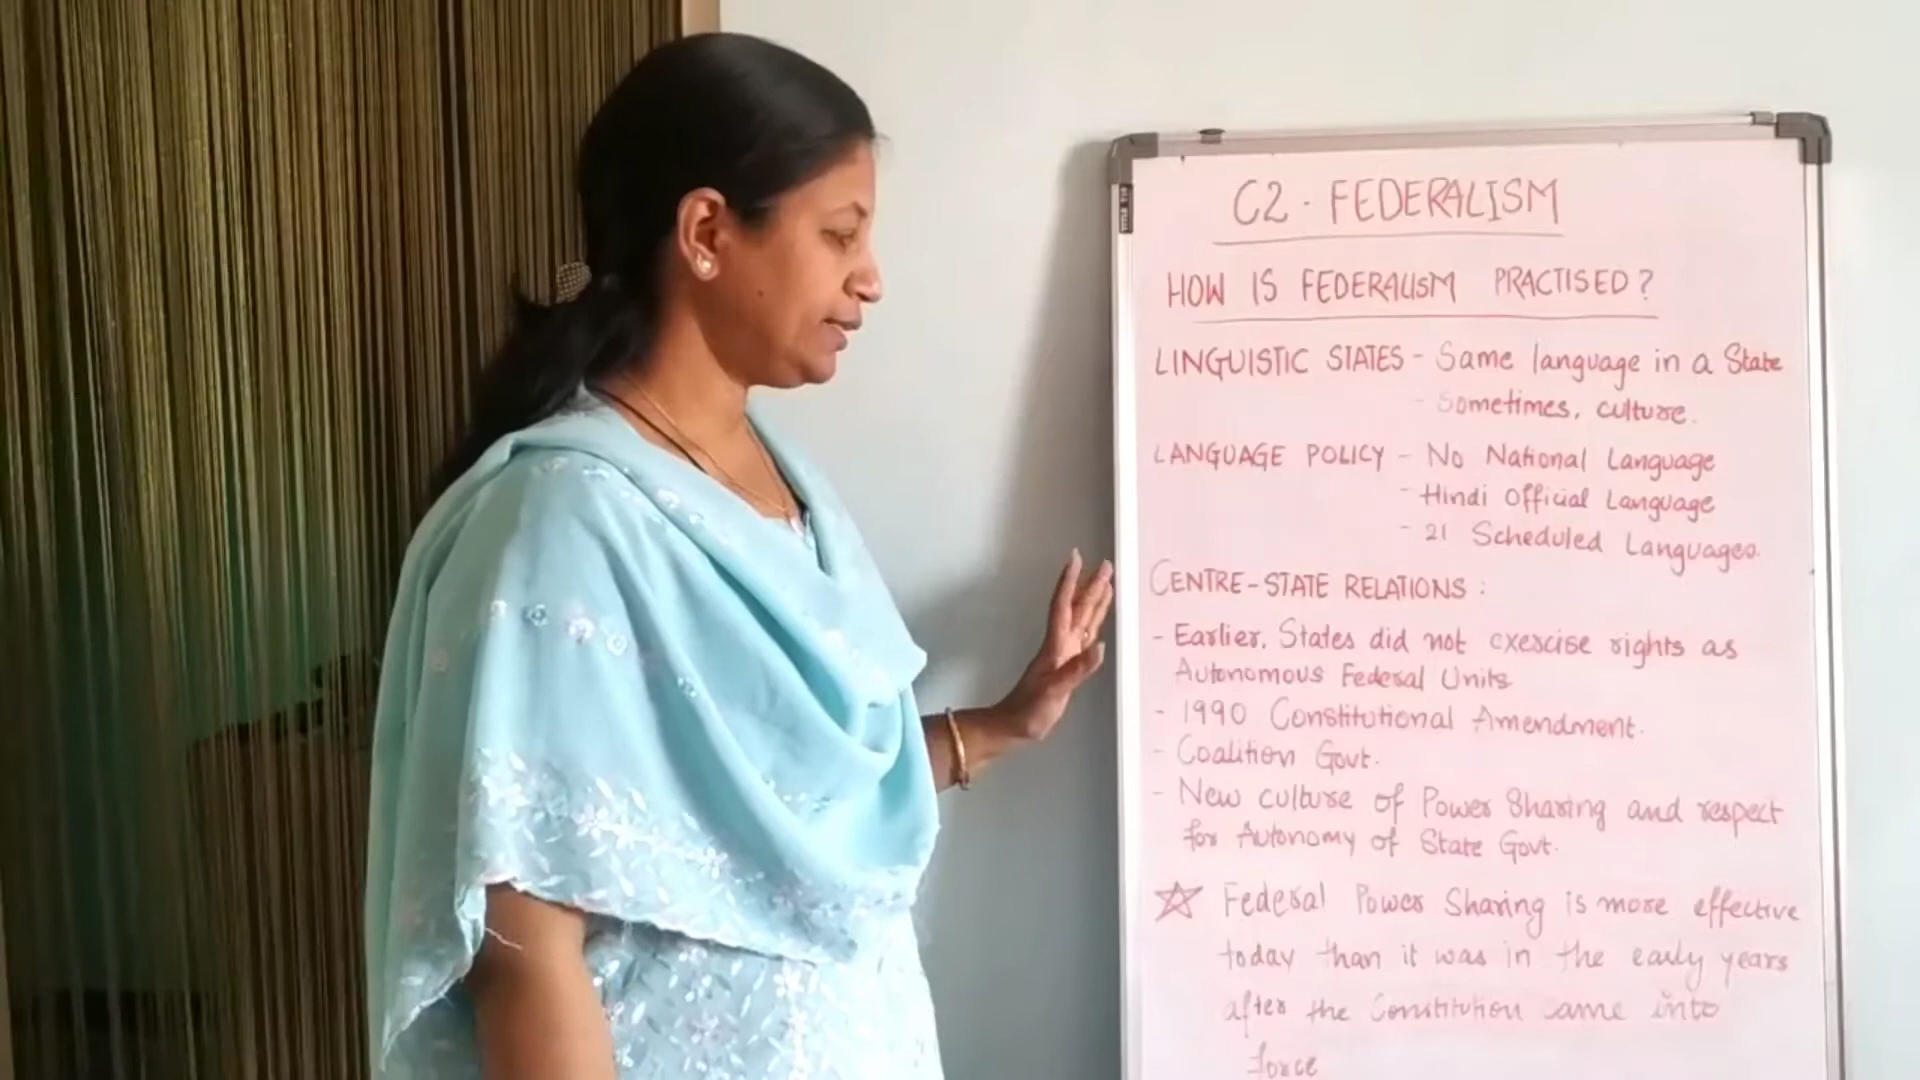 C2. FEDERALISM
HOW IS FEDERALISM PRACTISED?
LINGUISTIC STATES - Same language in a State
- Sometimes, culture.
LANGUAGE POLICY - No National Language
- Hindi Official Language
- 21 Scheduled Languages.
CENTRE-STATE RELATIONS :
- Earlier, States did not exercise rights as
Autonomous Federal Units
- 1990 Constitutional Amendment.
- Coalition Govt.
- New culture of Power Sharing and respect
for Autonomy of State Govt.
☆ Federal Power Sharing is more effective
today than it was in the early years
after the Constitution came into
force